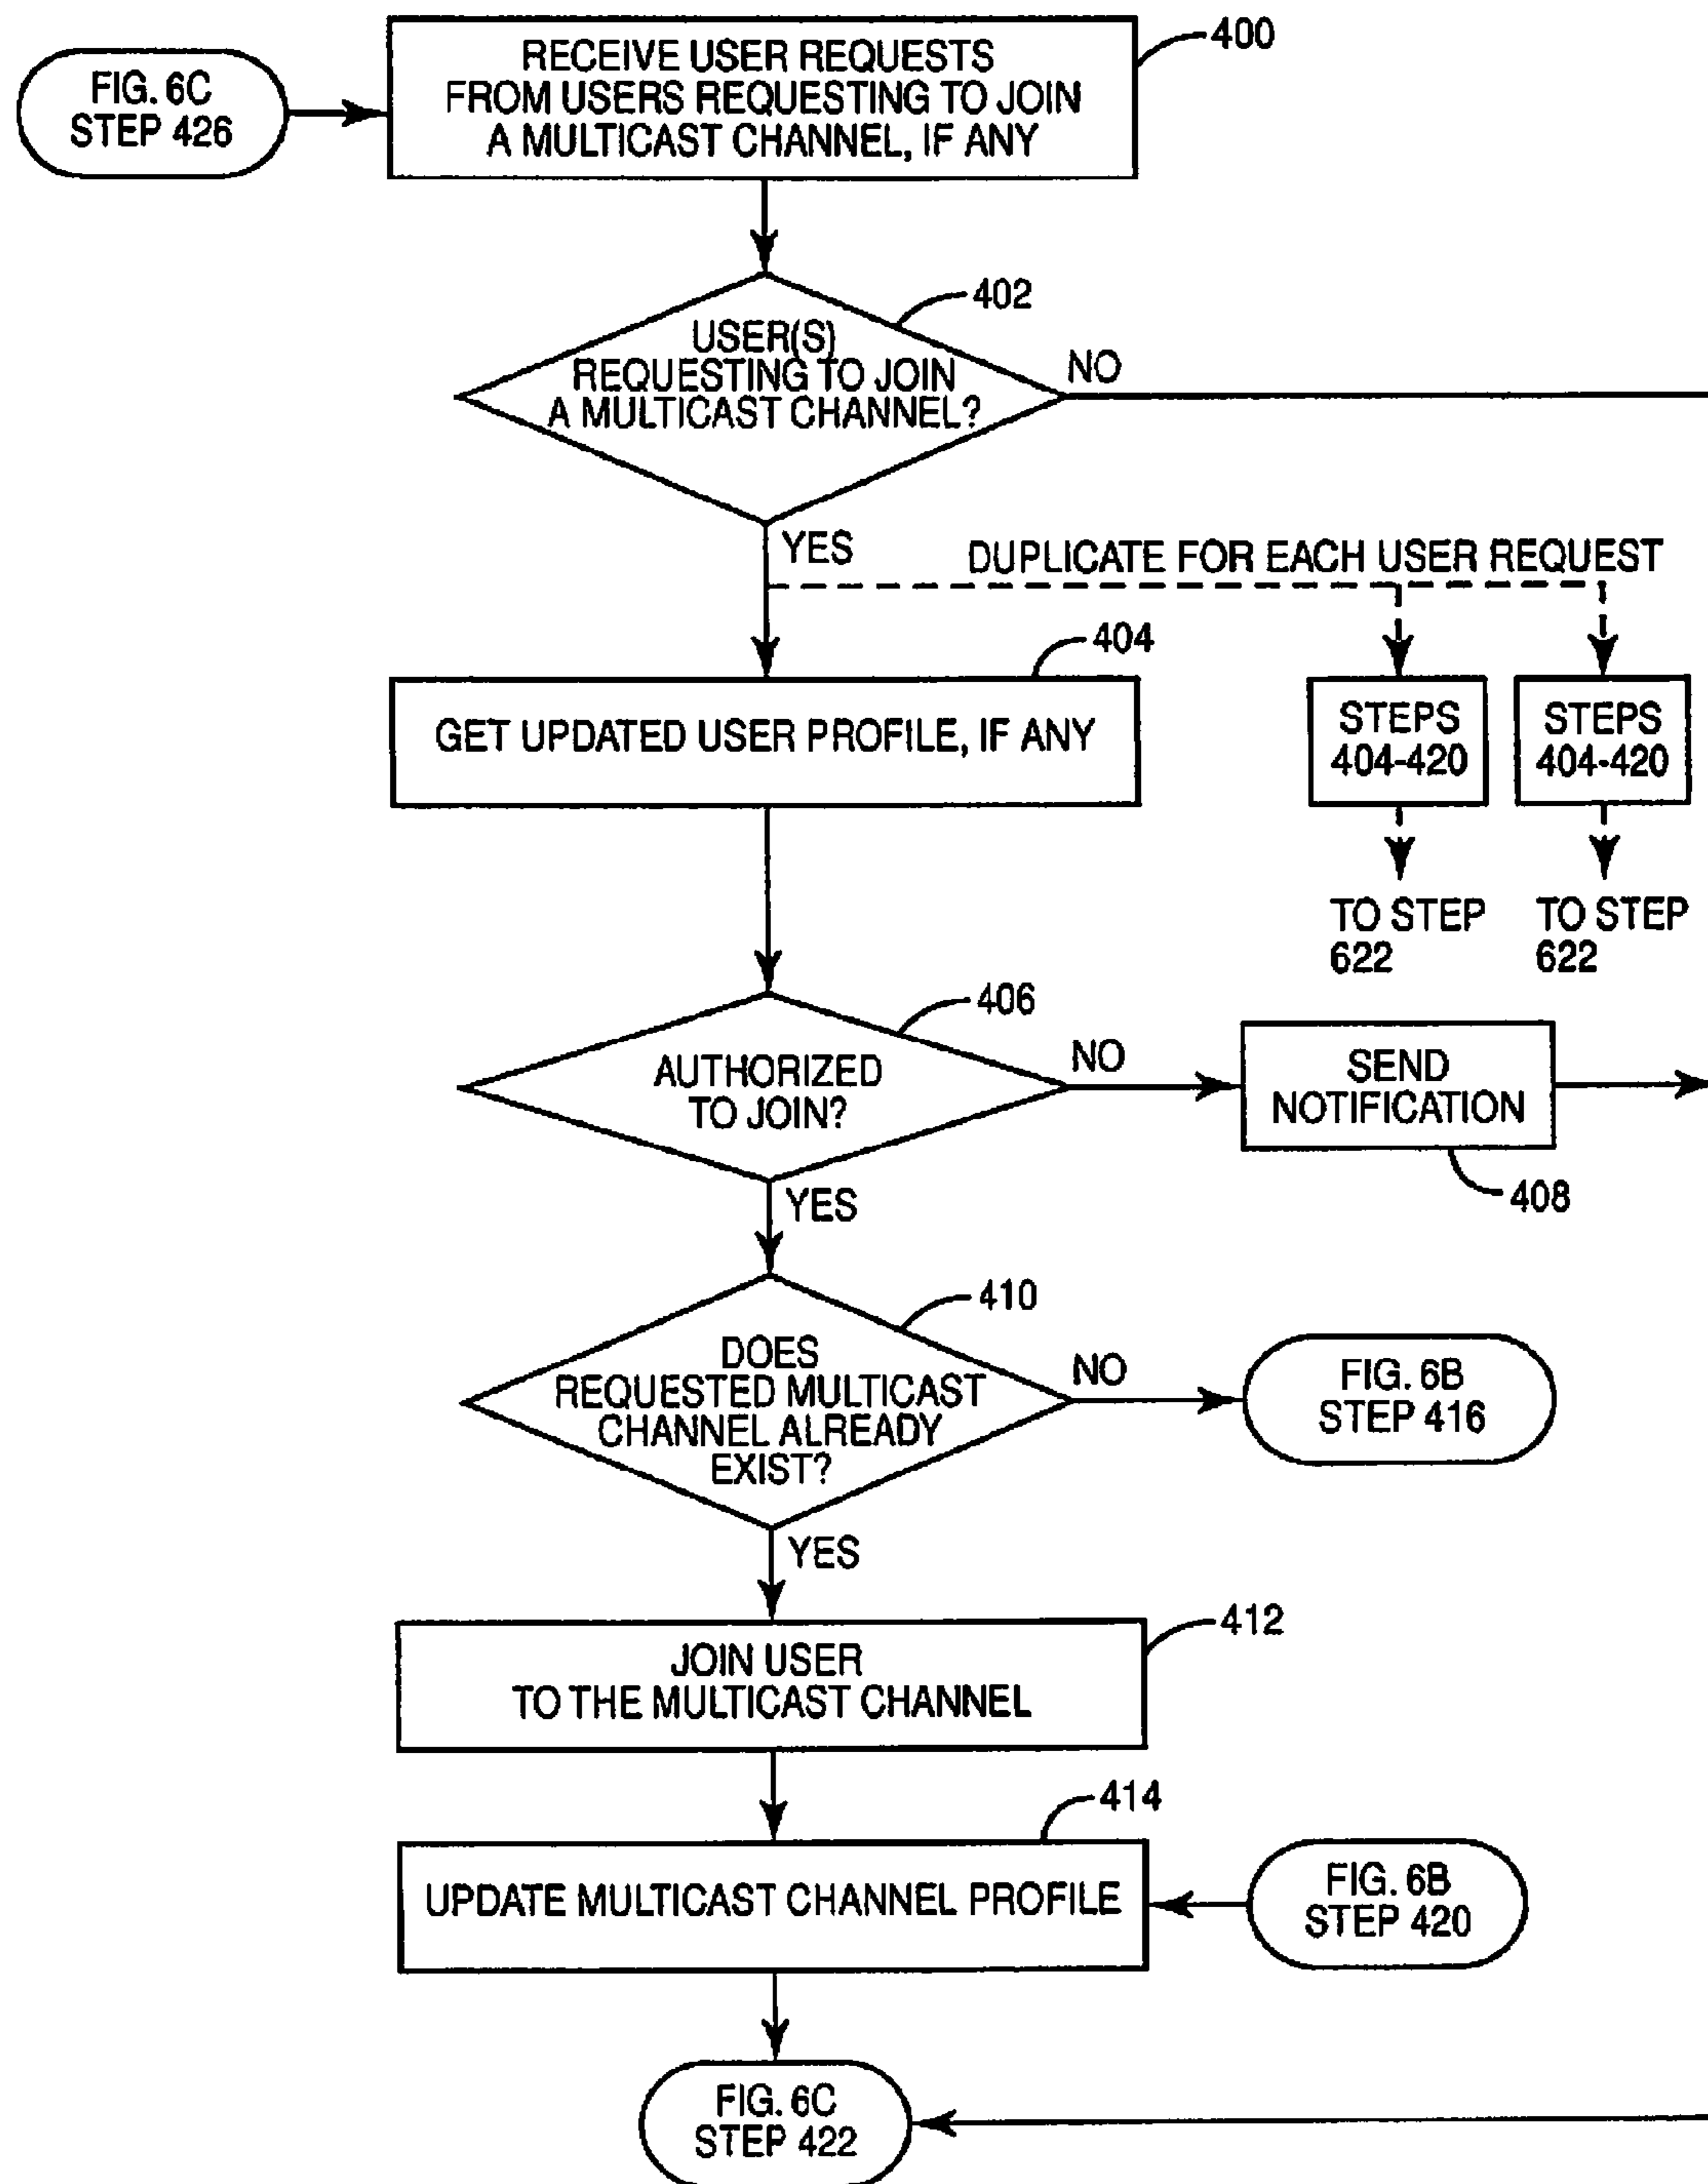 FIG. 6C
STEP 426
RECEIVE USER REQUESTS
FROM USERS REQUESTING TO JOIN
A MULTICAST CHANNEL, IF ANY
400
402
USER(S)
REQUESTING TO JOIN
A MULTICAST CHANNEL?
NO
YES
DUPLICATE FOR EACH USER REQUEST
404
GET UPDATED USER PROFILE, IF ANY
STEPS
404-420
STEPS
404-420
TO STEP
622
TO STEP
622
406
AUTHORIZED
TO JOIN?
NO
SEND
NOTIFICATION
408
YES
410
DOES
REQUESTED MULTICAST
CHANNEL ALREADY
EXIST?
NO
FIG. 6B
STEP 416
YES
412
JOIN USER
TO THE MULTICAST CHANNEL
414
UPDATE MULTICAST CHANNEL PROFILE
FIG. 6B
STEP 420
FIG. 6C
STEP 422